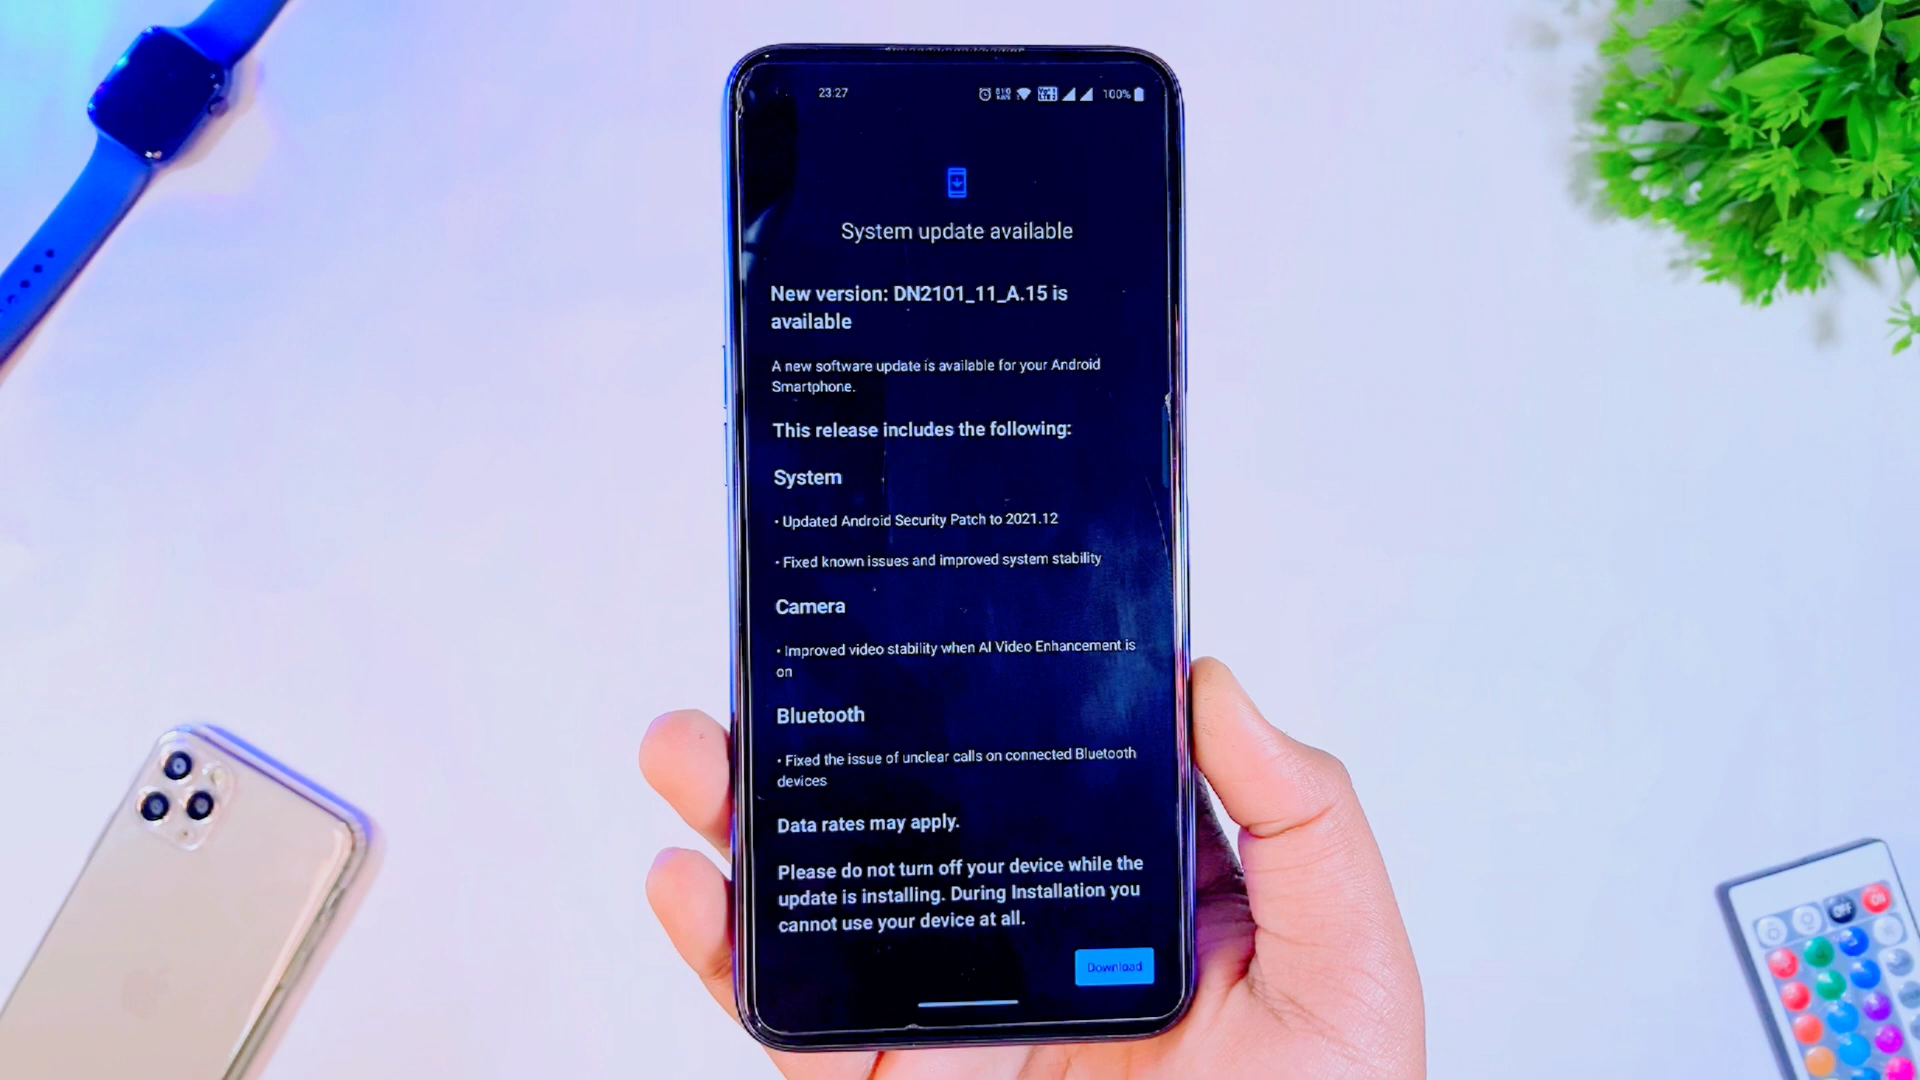 23:27
100%
System update available
New version: DN2101_11_A.15 is
available
A new software update is available for your Android
Smartphone.
This release includes the following:
System
• Updated Android Security Patch to 2021.12
• Fixed known issues and improved system stability
Camera
• Improved video stability when AI Video Enhancement is
on
Bluetooth
• Fixed the issue of unclear calls on connected Bluetooth
devices
Data rates may apply.
Please do not turn off your device while the
update is installing. During Installation you
cannot use your device at all.
Download
OFF
ON